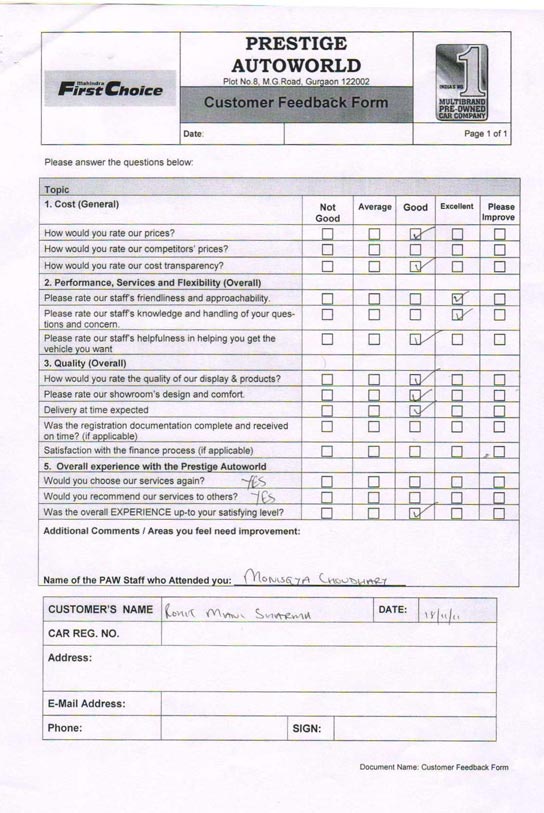 PRESTIGE
AUTOWORLD
Plot No.8, M.G.Road, Gurgaon 122002
Mahindra
First Choice
Customer Feedback Form
INDIA'S NO.
1
MULTIBRAND
PRE-OWNED
CAR COMPANY
Date:
Page 1 of 1
Please answer the questions below:
Topic
1. Cost (General) Not Good Average Good Excellent Please Improve
How would you rate our prices?
How would you rate our competitors' prices?
How would you rate our cost transparency?
2. Performance, Services and Flexibility (Overall)
Please rate our staff's friendliness and approachability.
Please rate our staff's knowledge and handling of your ques-
tions and concern.
Please rate our staff's helpfulness in helping you get the
vehicle you want
3. Quality (Overall)
How would you rate the quality of our display & products?
Please rate our showroom's design and comfort.
Delivery at time expected
Was the registration documentation complete and received
on time? (if applicable)
Satisfaction with the finance process (if applicable)
5. Overall experience with the Prestige Autoworld
Would you choose our services again? YES
Would you recommend our services to others? YES
Was the overall EXPERIENCE up-to your satisfying level?
Additional Comments / Areas you feel need improvement:
Name of the PAW Staff who Attended you: CHOUDHARY
CUSTOMER'S NAME ROHIT MANI SHARMA DATE: 18/11/11
CAR REG. NO.
Address:
E-Mail Address:
Phone: SIGN:
Document Name: Customer Feedback Form